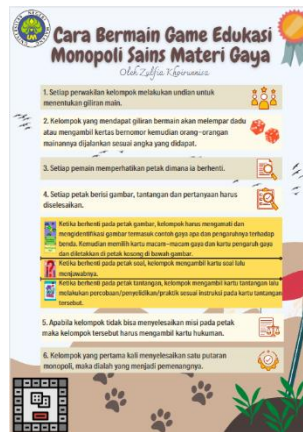 Cara Bermain Game Edukasi
Monopoli Sains Materi Gaya
Oleh Zulfia Khoirunnisa
1. Setiap perwakilan kelompok melakukan undian untuk
menentukan giliran main.
2. Kelompok yang mendapat giliran bermain akan melempar dadu
atau mengambil kertas bernomor kemudian orang-orangan
mainannya dijalankan sesuai angka yang didapat.
3. Setiap pemain memperhatikan petak dimana ia berhenti.
4. Setiap petak berisi gambar, tantangan dan pertanyaan harus
diselesaikan.
Ketika berhenti pada petak gambar, kelompok harus mengamati dan
mengidentifikasi gambar termasuk contoh gaya apa dan pengaruhnya terhadap
benda. Kemudian memilih kartu macam-macam gaya dan kartu pengaruh gaya
dan ditempelkan di petak kosong di bawah gambar.
Ketika berhenti pada petak soal, kelompok mengambil kartu soal lalu
menjawabnya.
Ketika berhenti pada petak tantangan, kelompok mengambil kartu tantangan lalu
melakukan percobaan/penyelidikan/praktik sesuai instruksi pada kartu tantangan
tersebut.
5. Apabila kelompok tidak bisa menyelesaikan misi pada petak
maka kelompok tersebut harus mengambil kartu hukuman.
6. Kelompok yang pertama kali menyelesaikan satu putaran
monopoli, maka dialah yang menjadi pemenangnya.